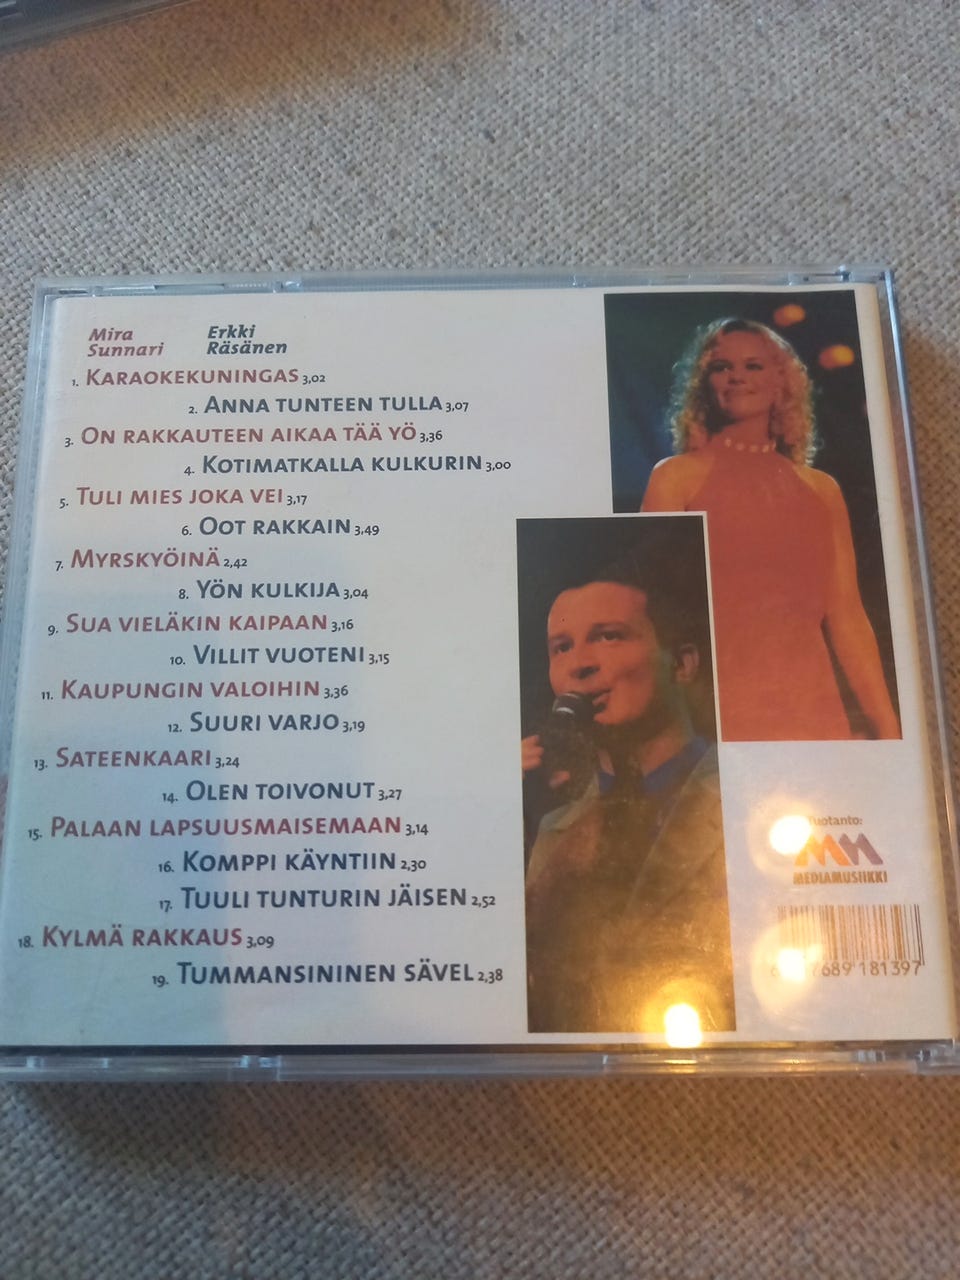 Mira Sunnari
Erkki Räsänen
1. KARAOKEKUNINGAS 3,02
2. ANNA TUNTEEN TULLA 3,07
3. ON RAKKAUTEEN AIKAA TÄÄ YÖ 3,36
4. KOTIMATKALLA KULKURIN 3,00
5. TULI MIES JOKA VEI 3,17
6. OOT RAKKAIN 3,49
7. MYRSKYÖINÄ 2,42
8. YÖN KULKIJA 3,04
9. SUA VIELÄKIN KAIPAAN 3,16
10. VILLIT VUOTENI 3,15
11. KAUPUNGIN VALOIHIN 3,36
12. SUURI VARJO 3,19
13. SATEENKAARI 3,24
14. OLEN TOIVONUT 3,27
15. PALAAN LAPSUUSMAISEMAAN 3,14
16. KOMPPI KÄYNTIIN 2,30
17. TUULI TUNTURIN JÄISEN 2,52
18. KYLMÄ RAKKAUS 3,09
19. TUMMANSININEN SÄVEL 2,38
Tuotanto:
MEDIAMUSIIKKI
181397